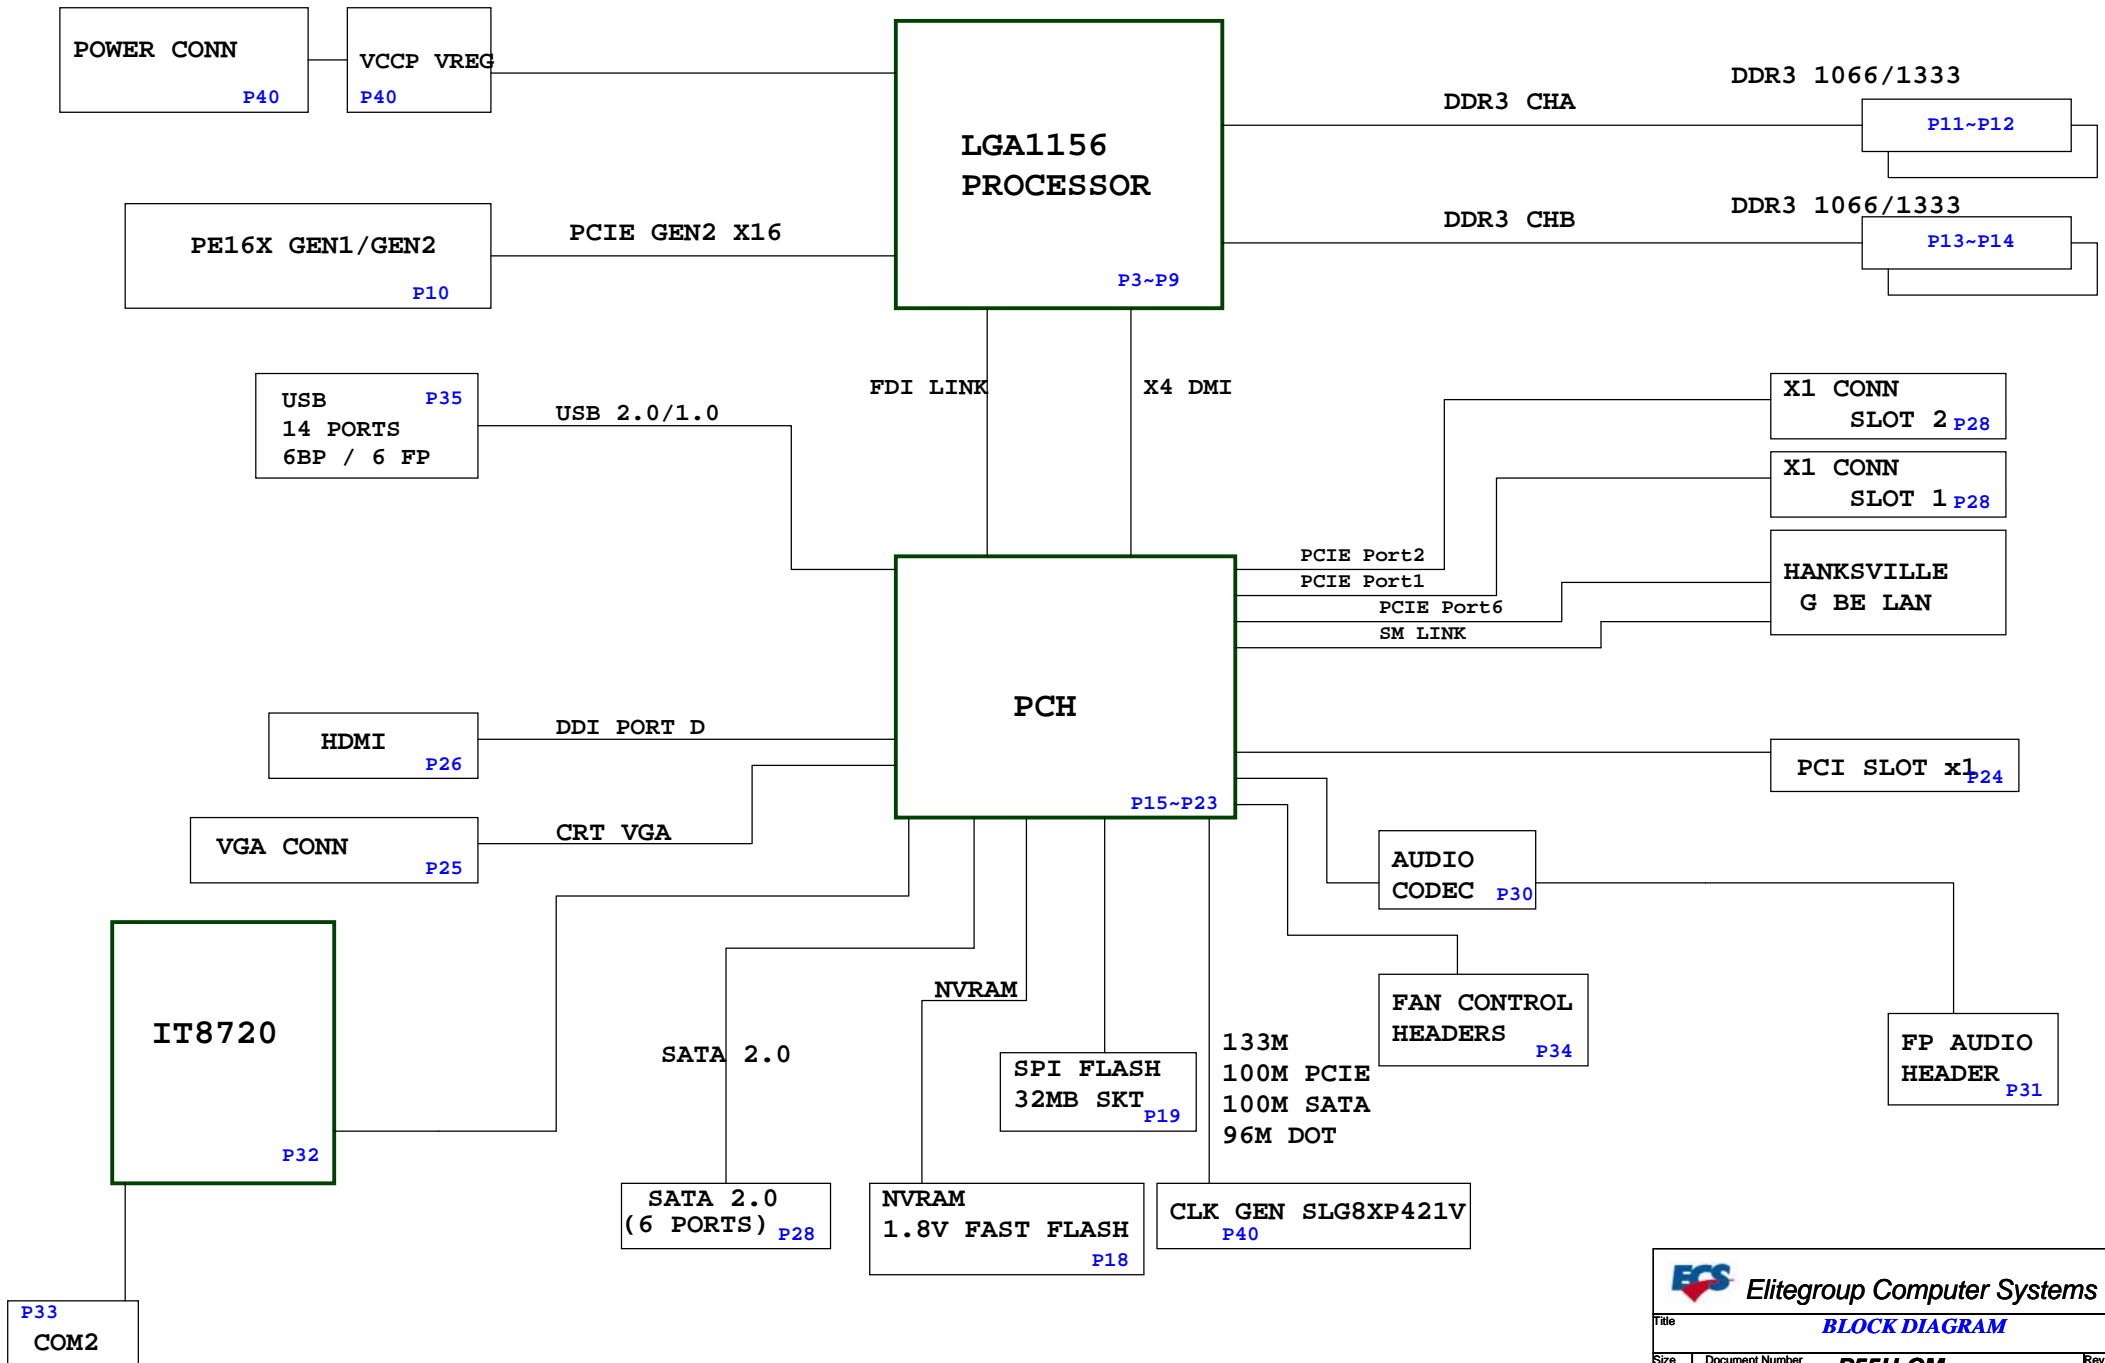 POWER CONN
P40
VCCP VREG
P40
LGA1156
PROCESSOR
P3~P9
DDR3 CHA
DDR3 1066/1333
P11~P12
DDR3 CHB
DDR3 1066/1333
P13~P14
PE16X GEN1/GEN2
P10
PCIE GEN2 X16
FDI LINK
X4 DMI
USB
P35
14 PORTS
6BP / 6 FP
USB 2.0/1.0
X1 CONN
SLOT 2
P28
X1 CONN
SLOT 1
P28
PCIE Port2
PCIE Port1
PCIE Port6
SM LINK
HANKSVILLE
G BE LAN
PCH
P15~P23
HDMI
P26
DDI PORT D
PCI SLOT x1
P24
VGA CONN
P25
CRT VGA
AUDIO
CODEC
P30
IT8720
P32
NVRAM
SATA 2.0
FAN CONTROL
HEADERS
P34
FP AUDIO
HEADER
P31
SPI FLASH
32MB SKT
P19
133M
100M PCIE
100M SATA
96M DOT
SATA 2.0
(6 PORTS)
P28
NVRAM
1.8V FAST FLASH
P18
CLK GEN SLG8XP421V
P40
P33
COM2
ECS
Elitegroup Computer Systems
Title
BLOCK DIAGRAM
Size
Document Number
Rev